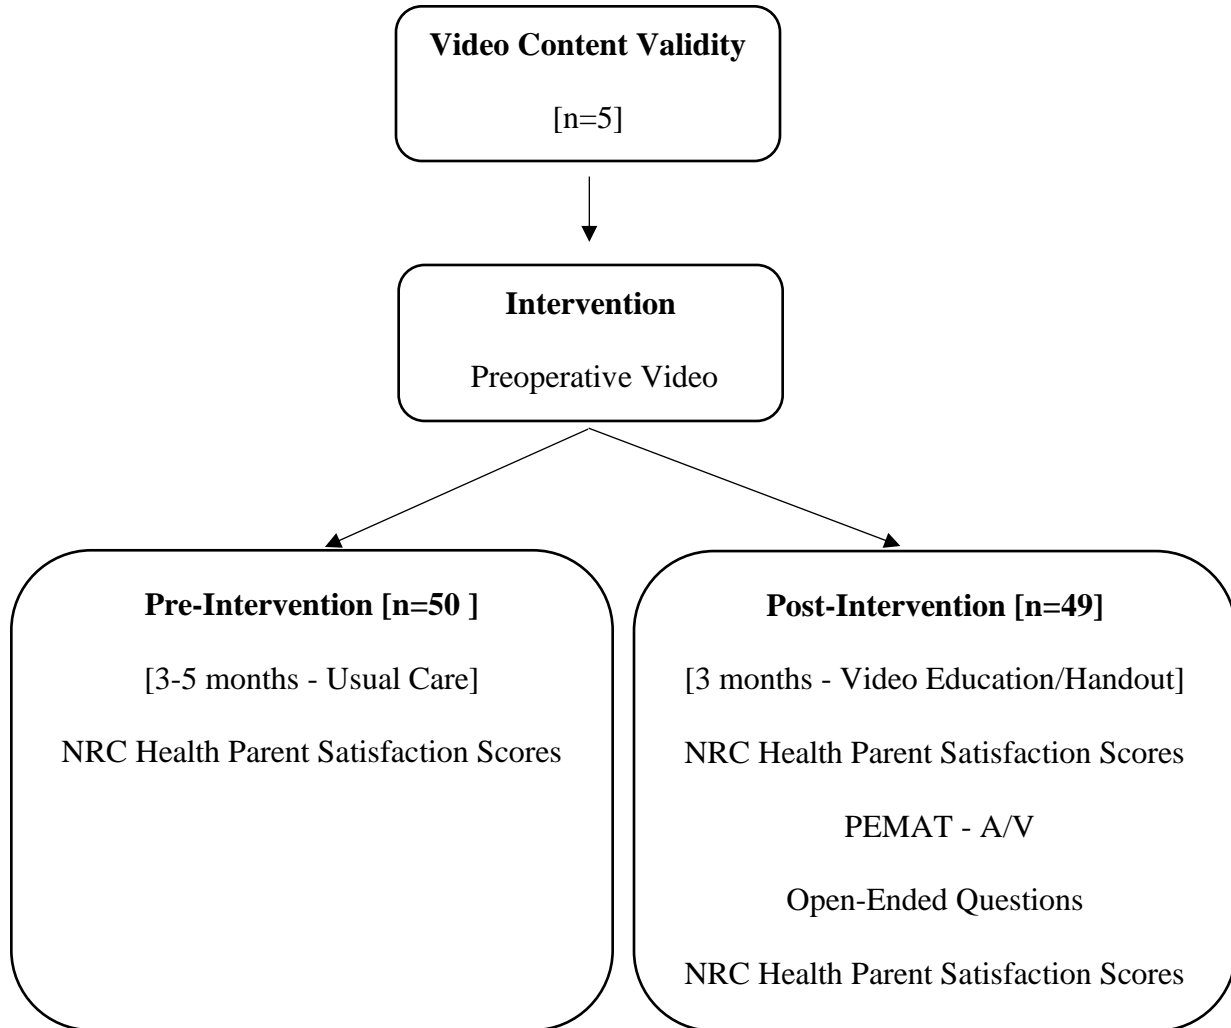 Video Content Validity
[n=5]
Intervention
Preoperative Video
Pre-Intervention [n=50 ]
[3-5 months - Usual Care]
NRC Health Parent Satisfaction Scores
Post-Intervention [n=49]
[3 months - Video Education/Handout]
NRC Health Parent Satisfaction Scores
PEMAT - A/V
Open-Ended Questions
NRC Health Parent Satisfaction Scores